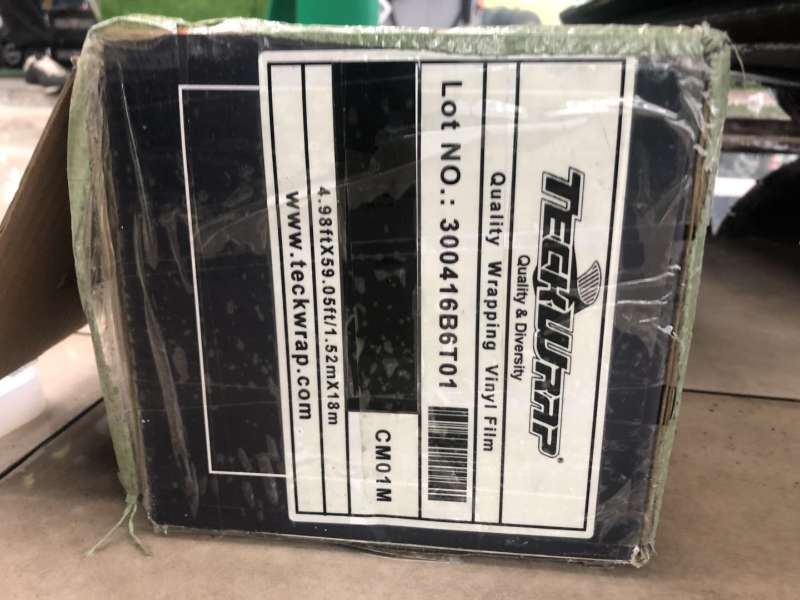 TECKWRAP®
Quality & Diversity
Quality Wrapping Vinyl Film
Lot NO.: 300416B6T01
CM01M
4.98ftX59.05ft/1.52mX18m
www.teckwrap.com